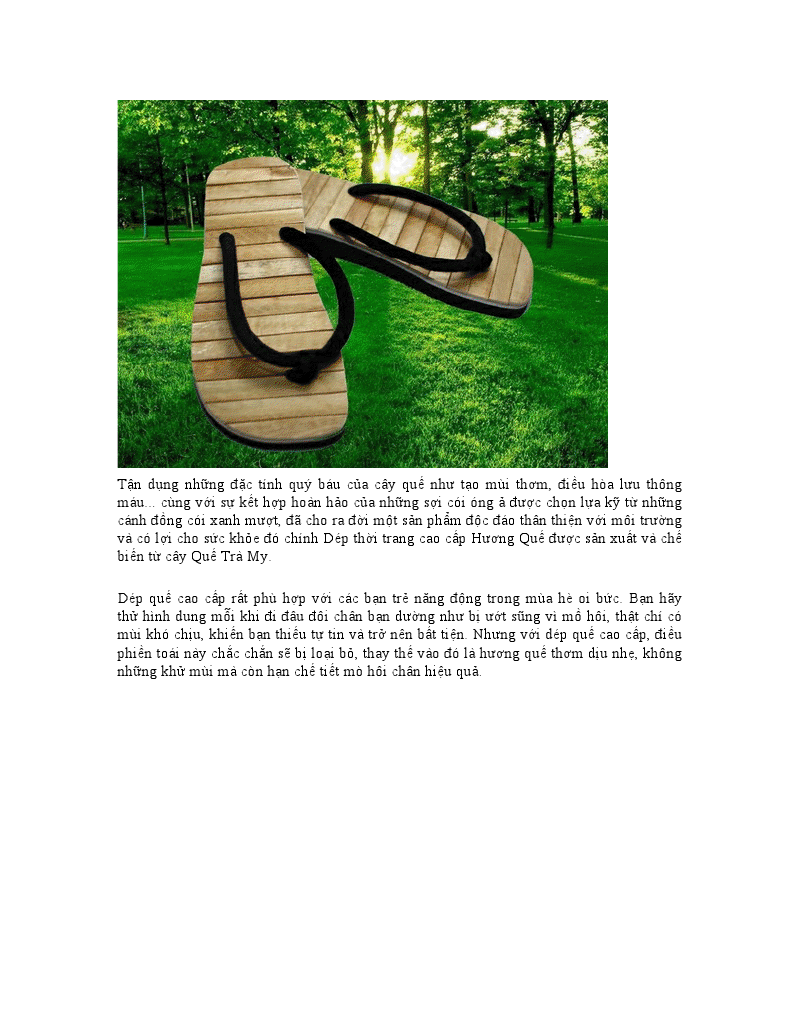 Tận dụng những đặc tính quý báu của cây quế như tạo mùi thơm, điều hòa lưu thông
máu... cùng với sự kết hợp hoàn hảo của những sợi cói óng ả được chọn lựa kỹ từ những
cánh đồng cói xanh mượt, đã cho ra đời một sản phẩm độc đáo thân thiện với môi trường
và có lợi cho sức khỏe đó chính Dép thời trang cao cấp Hương Quế được sản xuất và chế
biến từ cây Quế Trà My.
Dép quế cao cấp rất phù hợp với các bạn trẻ năng động trong mùa hè oi bức. Bạn hãy
thử hình dung mỗi khi đi đâu đôi chân bạn dường như bị ướt sũng vì mồ hôi, thật chí có
mùi khó chịu, khiến bạn thiếu tự tin và trở nên bất tiện. Nhưng với dép quế cao cấp, điều
phiền toái này chắc chắn sẽ bị loại bỏ, thay thế vào đó là hương quế thơm dịu nhẹ, không
những khử mùi mà còn hạn chế tiết mò hôi chân hiệu quả.